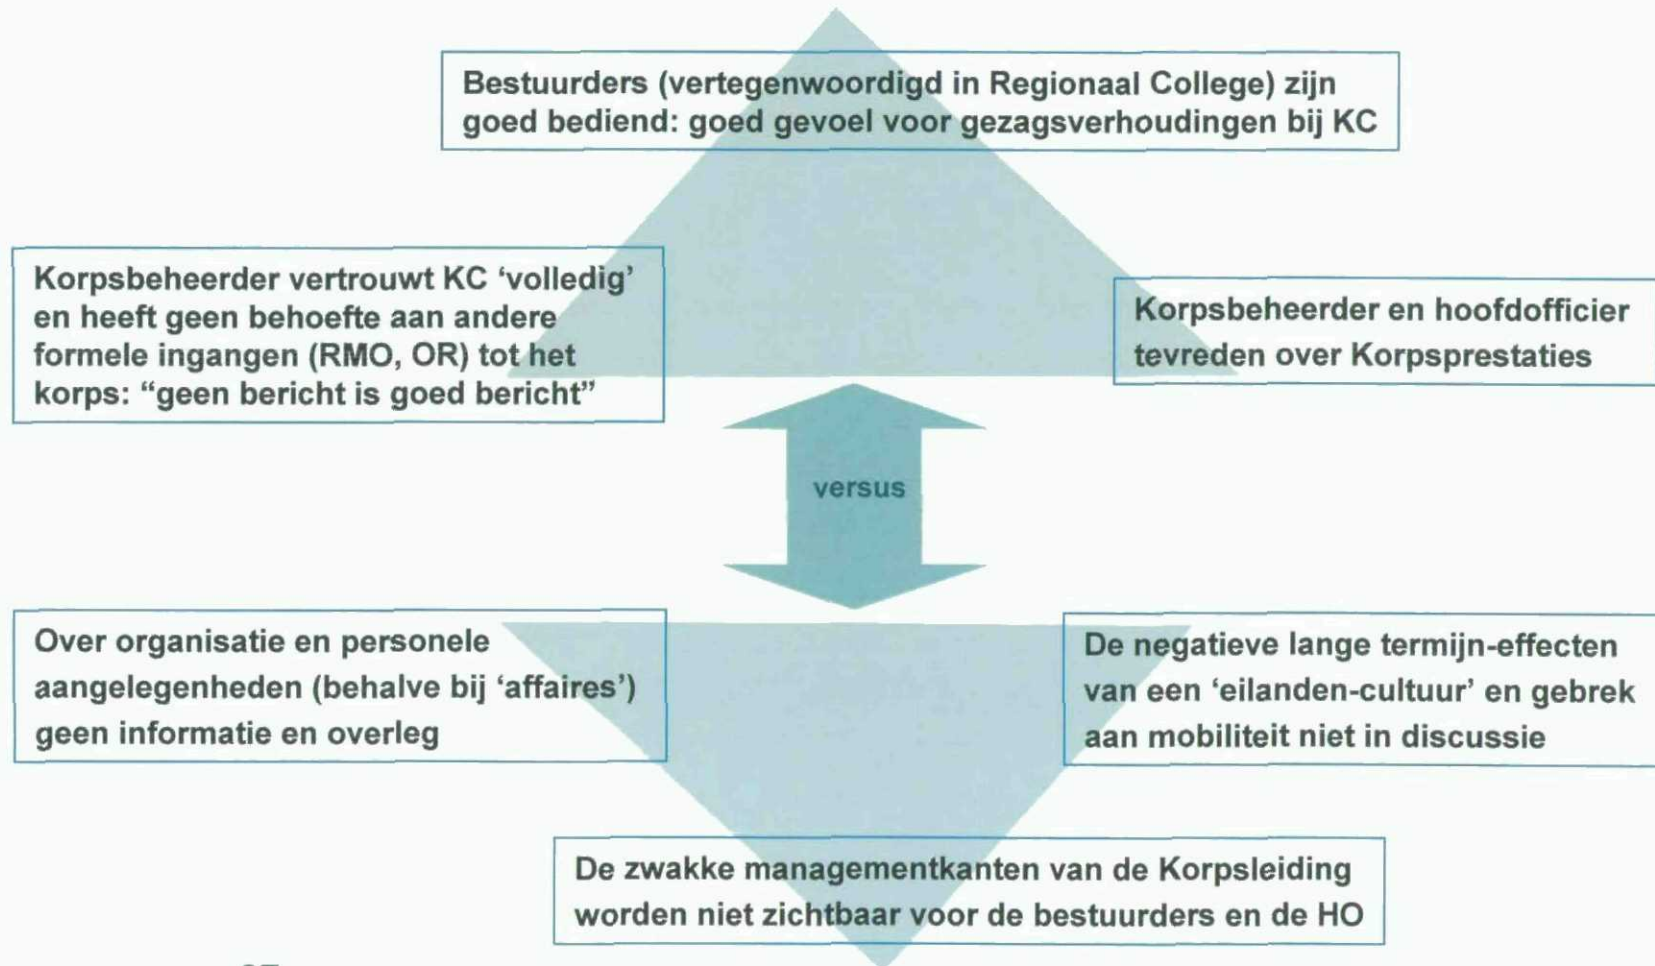 Bestuurders (vertegenwoordigd in Regionaal College) zijn
goed bediend: goed gevoel voor gezagsverhoudingen bij KC
Korpsbeheerder vertrouwt KC ‘volledig’
en heeft geen behoefte aan andere
formele ingangen (RMO, OR) tot het
korps: “geen bericht is goed bericht”
Korpsbeheerder en hoofdofficier
tevreden over Korpsprestaties
versus
Over organisatie en personele
aangelegenheden (behalve bij ‘affaires’)
geen informatie en overleg
De negatieve lange termijn-effecten
van een ‘eilanden-cultuur’ en gebrek
aan mobiliteit niet in discussie
De zwakke managementkanten van de Korpsleiding
worden niet zichtbaar voor de bestuurders en de HO